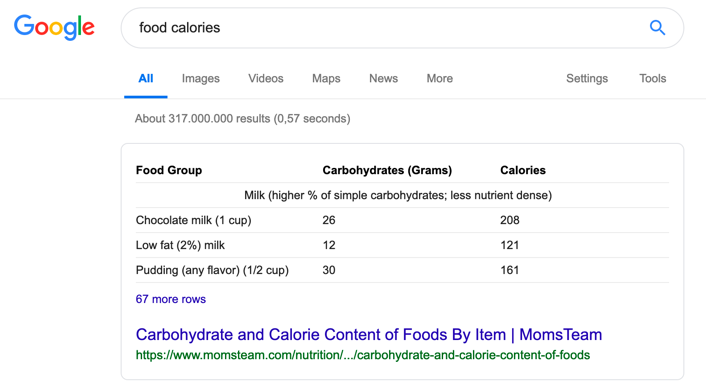 Google
food calories
All Images Videos Maps News More Settings Tools
About 317.000.000 results (0,57 seconds)
Food Group Carbohydrates (Grams) Calories
Milk (higher % of simple carbohydrates; less nutrient dense)
Chocolate milk (1 cup) 26 208
Low fat (2%) milk 12 121
Pudding (any flavor) (1/2 cup) 30 161
67 more rows
Carbohydrate and Calorie Content of Foods By Item | MomsTeam
https://www.momsteam.com/nutrition/.../carbohydrate-and-calorie-content-of-foods